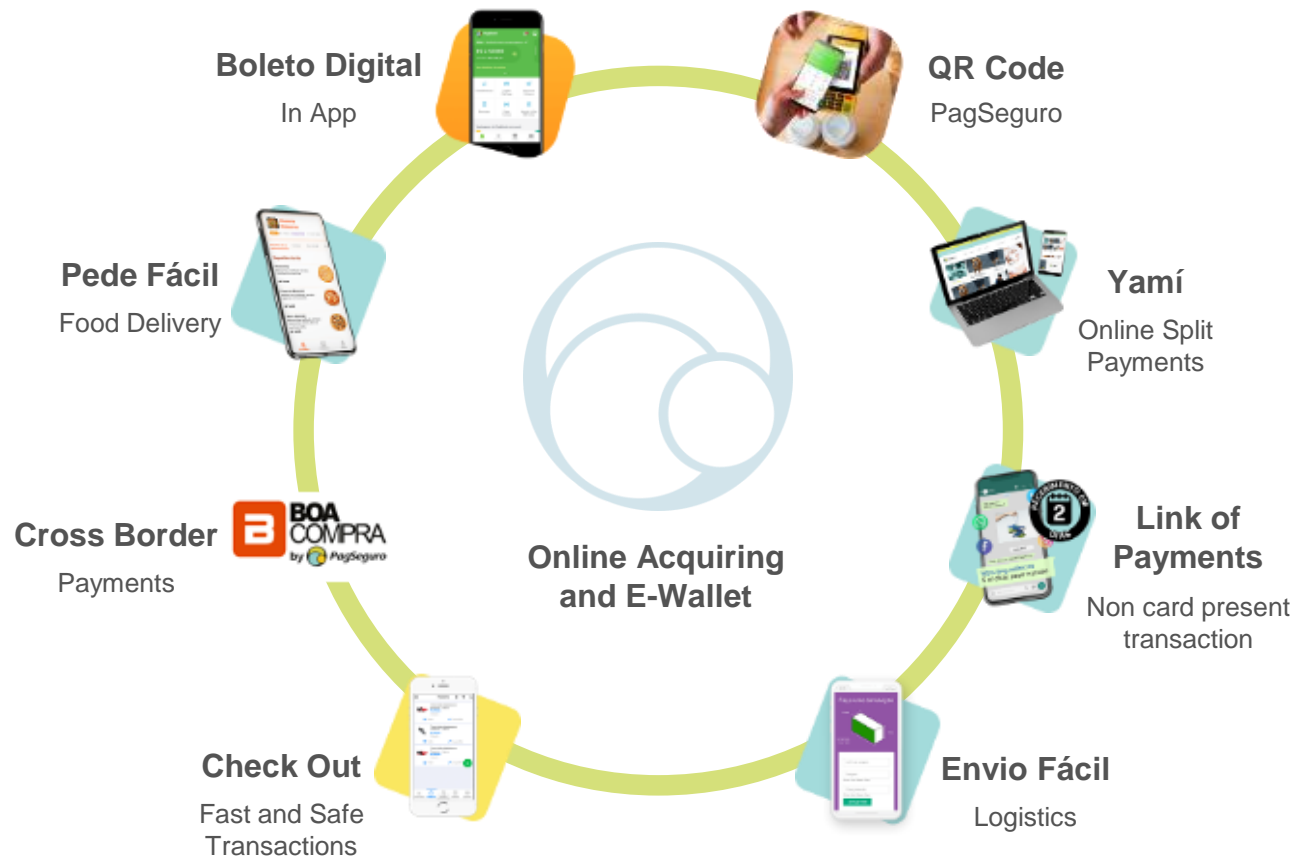 Boleto Digital
In App
QR Code
PagSeguro
Pede Fácil
Food Delivery
Yamí
Online Split
Payments
Cross Border
Payments
BOA
COMPRA
by PagSeguro
Online Acquiring
and E-Wallet
Link of
Payments
Non card present
transaction
2
Check Out
Fast and Safe
Transactions
Envio Fácil
Logistics